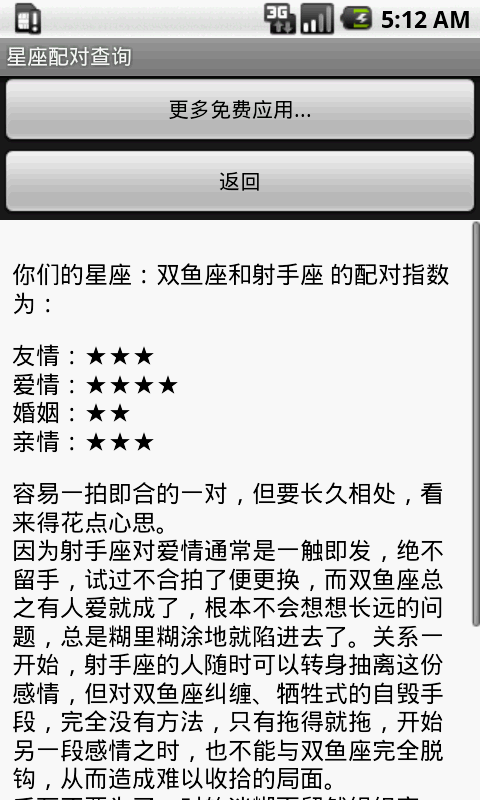 3G
5:12 AM
星座配对查询
更多免费应用...
返回
你们的星座：双鱼座和射手座 的配对指数
为：
友情：★★★
爱情：★★★★
婚姻：★★
亲情：★★★
容易一拍即合的一对，但要长久相处，看
来得花点心思。
因为射手座对爱情通常是一触即发，绝不
留手，试过不合拍了便更换，而双鱼座总
之有人爱就成了，根本不会想想长远的问
题，总是糊里糊涂地就陷进去了。关系一
开始，射手座的人随时可以转身抽离这份
感情，但对双鱼座纠缠、牺牲式的自毁手
段，完全没有方法，只有拖得就拖，开始
另一段感情之时，也不能与双鱼座完全脱
钩，从而造成难以收拾的局面。